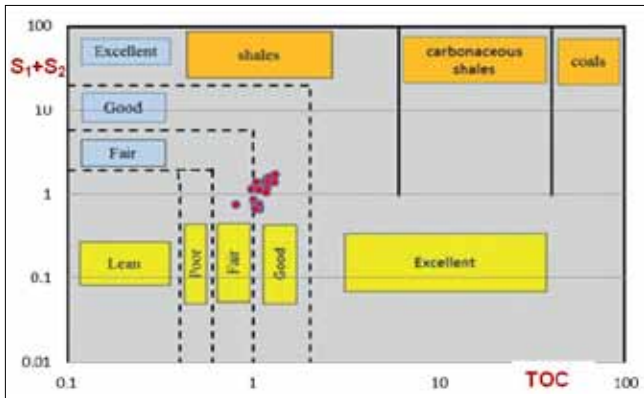 100
S₁+S₂
Excellent
shales
carbonaceous
shales
coals
10
Good
Fair
1
Lean
Poor
Fair
Good
Excellent
0.1
0.01
0.1
1
10
TOC
100